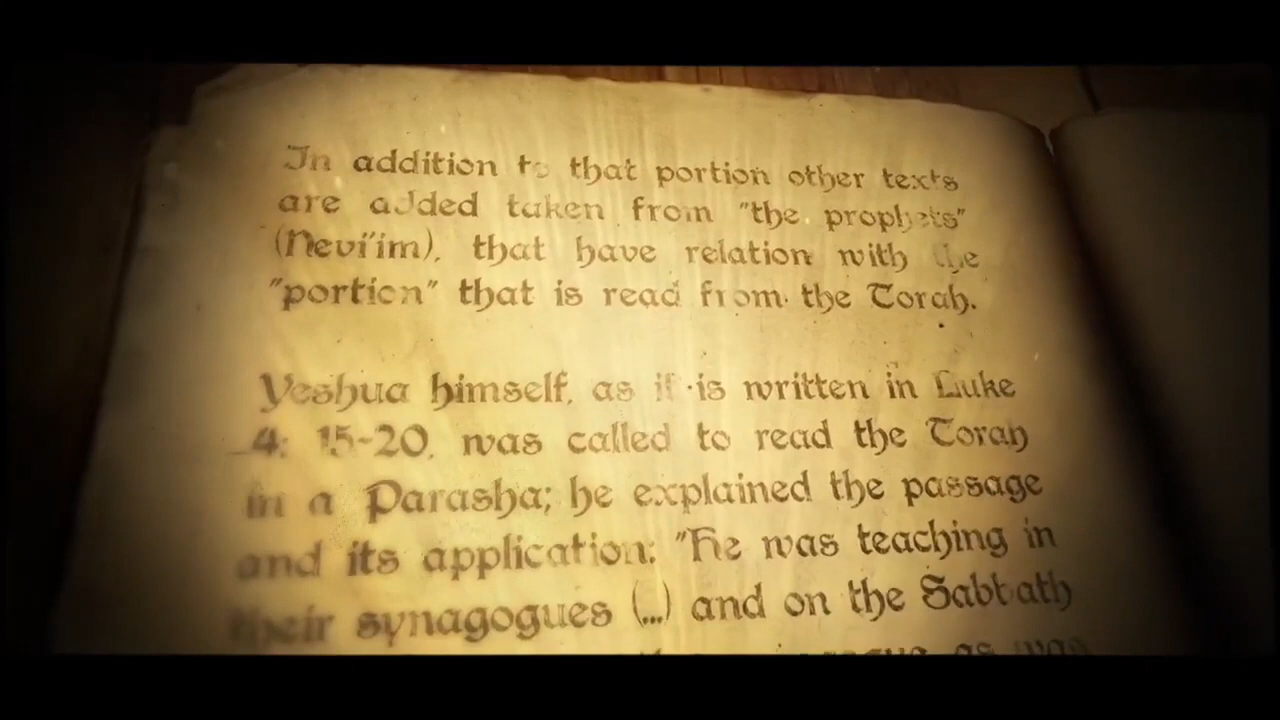 In addition to that portion other texts
are added taken from "the prophets"
(Nevi'im), that have relation with the
"portion" that is read from the Torah.
Yeshua himself, as it is written in Luke
4: 15-20, was called to read the Torah
in a Parasha; he explained the passage
and its application: "He was teaching in
their synagogues (...) and on the Sabbath
as was